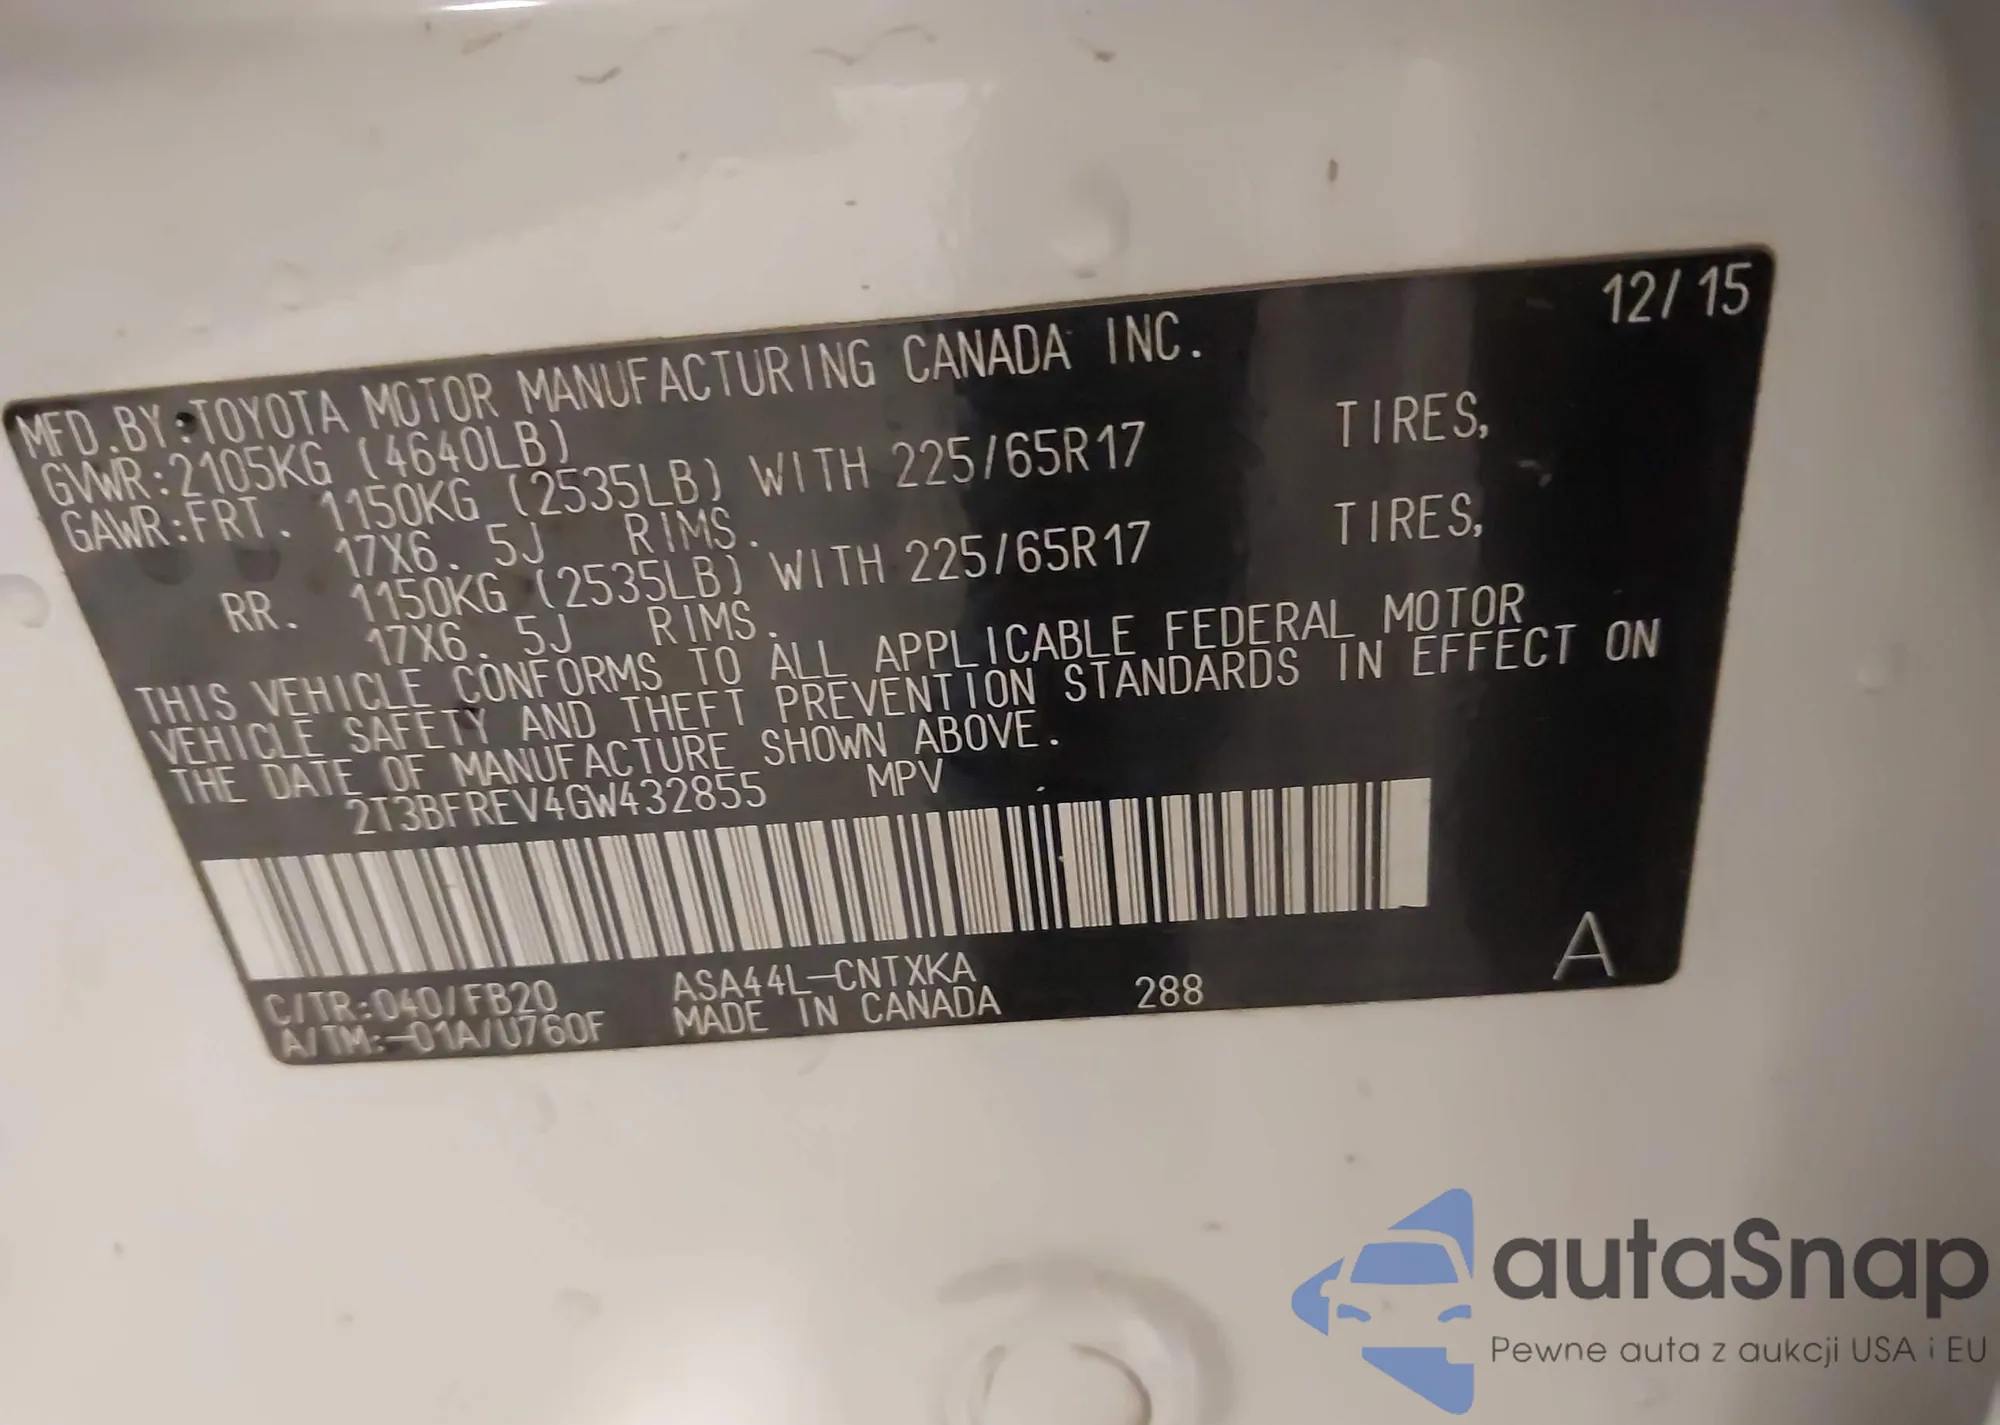 12/15
MFD.BY:TOYOTA MOTOR MANUFACTURING CANADA INC.
GVWR:2105KG (4640LB)
GAWR:FRT. 1150KG (2535LB) WITH 225/65R17 TIRES,
17X6.5J RIMS.
RR. 1150KG (2535LB) WITH 225/65R17 TIRES,
17X6.5J RIMS.
THIS VEHICLE CONFORMS TO ALL APPLICABLE FEDERAL MOTOR
VEHICLE SAFETY AND THEFT PREVENTION STANDARDS IN EFFECT ON
THE DATE OF MANUFACTURE SHOWN ABOVE.
2T3BFREV4GW432855 MPV
C/TR:040/FB20 ASA44L-CNTXKA
A/TM:-01A/U760F MADE IN CANADA 288 A
autaSnap
Pewne auta z aukcji USA i EU